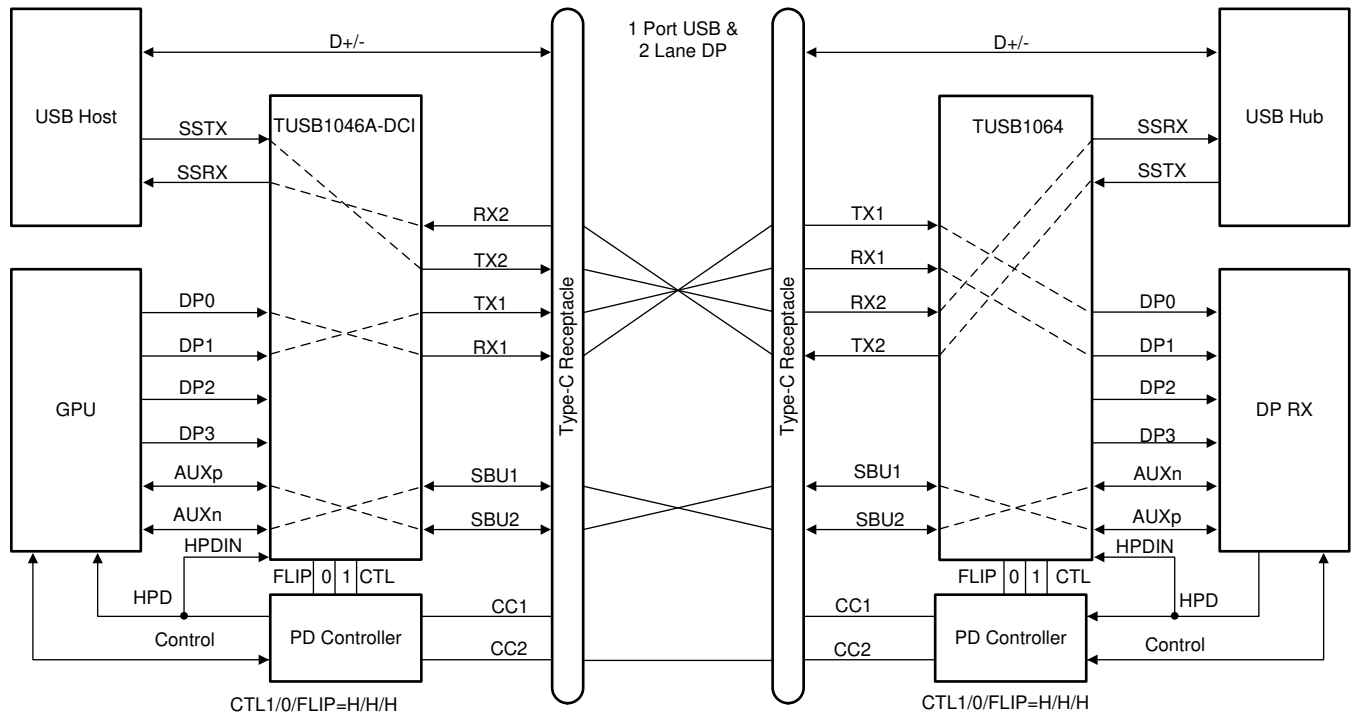 1 Port USB &
2 Lane DP
D+/-
D+/-
USB Host
TUSB1046A-DCI
TUSB1064
USB Hub
SSTX
SSRX
SSRX
SSTX
RX2
TX2
TX1
RX1
TX1
RX1
RX2
TX2
Type-C Receptacle
Type-C Receptacle
GPU
DP0
DP1
DP2
DP3
AUXp
AUXn
HPDIN
SBU1
SBU2
SBU1
SBU2
DP0
DP1
DP2
DP3
AUXn
AUXp
HPDIN
DP RX
FLIP 0 1 CTL
FLIP 0 1 CTL
HPD
Control
PD Controller
CC1
CC2
CC1
CC2
PD Controller
HPD
Control
CTL1/0/FLIP=H/H/H
CTL1/0/FLIP=H/H/H